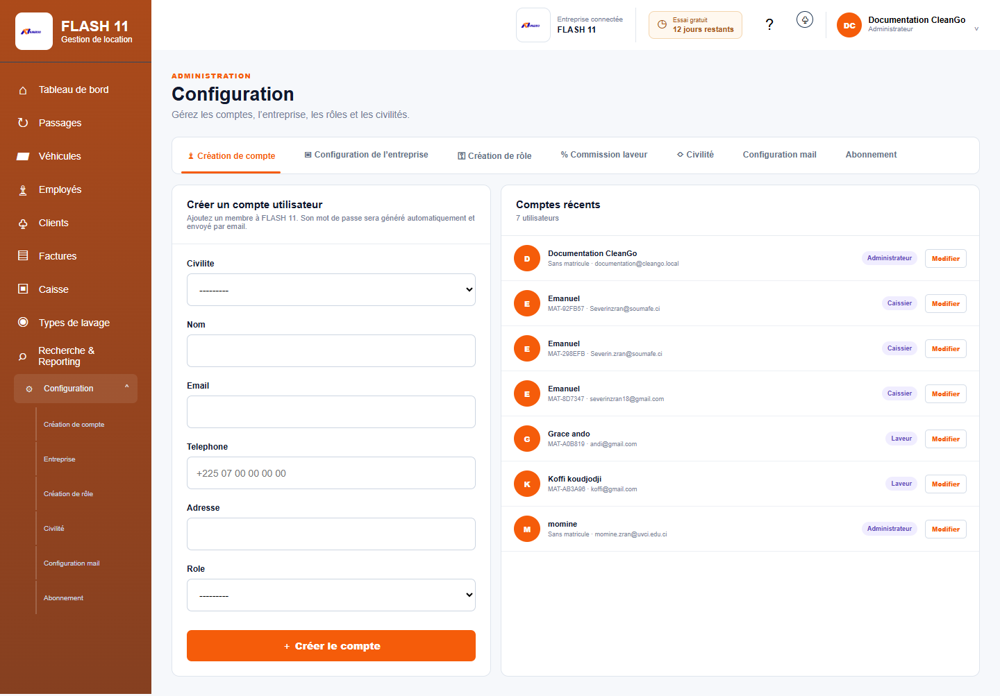 FLASH 11
Gestion de location
Entreprise connectée
FLASH 11
Essai gratuit
12 jours restants
?
DC
Documentation CleanGo
Administrateur
Tableau de bord
Passages
Véhicules
Employés
Clients
Factures
Caisse
Types de lavage
Recherche &
Reporting
Configuration
Création de compte
Entreprise
Création de rôle
Civilité
Configuration mail
Abonnement
ADMINISTRATION
Configuration
Gérez les comptes, l’entreprise, les rôles et les civilités.
Création de compte
Configuration de l’entreprise
Création de rôle
% Commission laveur
Civilité
Configuration mail
Abonnement
Créer un compte utilisateur
Ajoutez un membre à FLASH 11. Son mot de passe sera généré automatiquement et
envoyé par email.
Civilite
---------
Nom
Email
Telephone
+225 07 00 00 00 00
Adresse
Role
---------
+ Créer le compte
Comptes récents
7 utilisateurs
D
Documentation CleanGo
Sans matricule · documentation@cleango.local
Administrateur
Modifier
E
Emanuel
MAT-92FB57 · Severinzran@soumafe.ci
Caissier
Modifier
E
Emanuel
MAT-298EFB · Severin.zran@soumafe.ci
Caissier
Modifier
E
Emanuel
MAT-8D7347 · severinzran18@gmail.com
Caissier
Modifier
G
Grace ando
MAT-A0B819 · andi@gmail.com
Laveur
Modifier
K
Koffi koudjodji
MAT-AB3A96 · koffi@gmail.com
Laveur
Modifier
M
momine
Sans matricule · momine.zran@uvci.edu.ci
Administrateur
Modifier